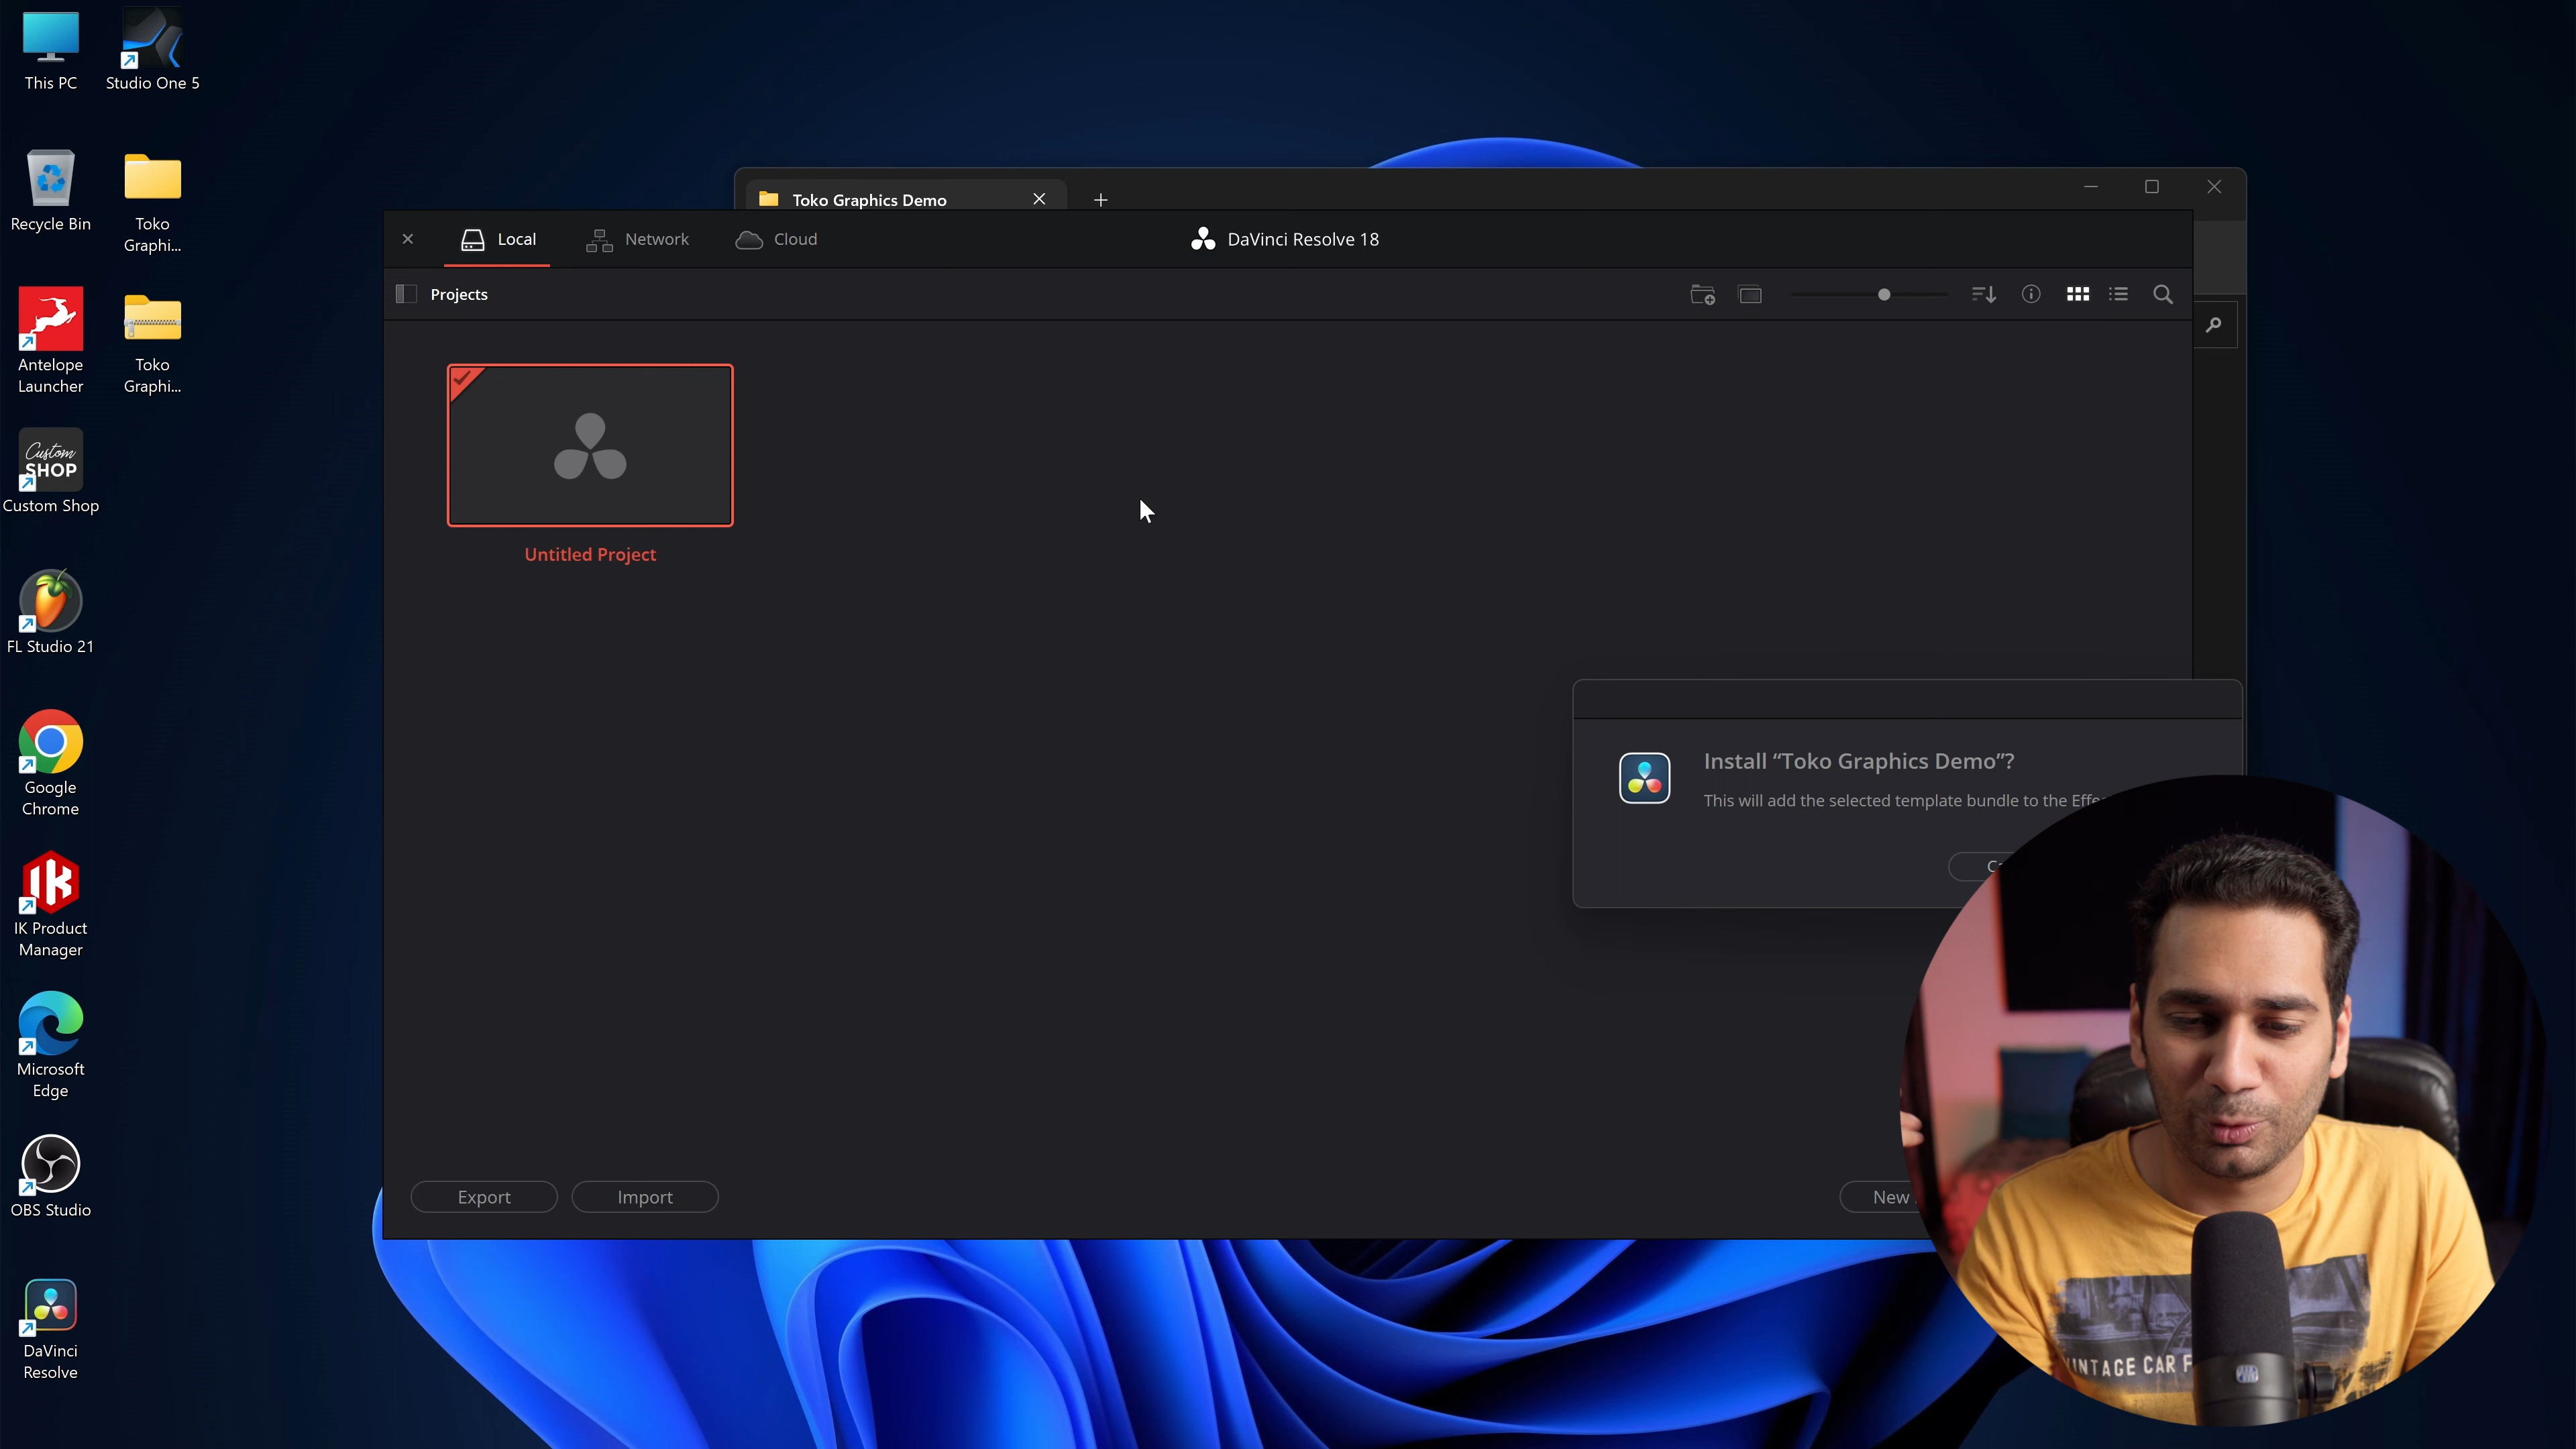 This PC
Studio One 5
Recycle Bin
Toko
Graphi...
Antelope
Launcher
Toko
Graphi...
Custom
SHOP
Custom Shop
FL Studio 21
Google
Chrome
IK
IK Product
Manager
Microsoft
Edge
OBS Studio
DaVinci
Resolve
Toko Graphics Demo
Local
Network
Cloud
DaVinci Resolve 18
Projects
Untitled Project
Install “Toko Graphics Demo”?
This will add the selected template bundle to the
Export
Import
New
VINTAGE CAR